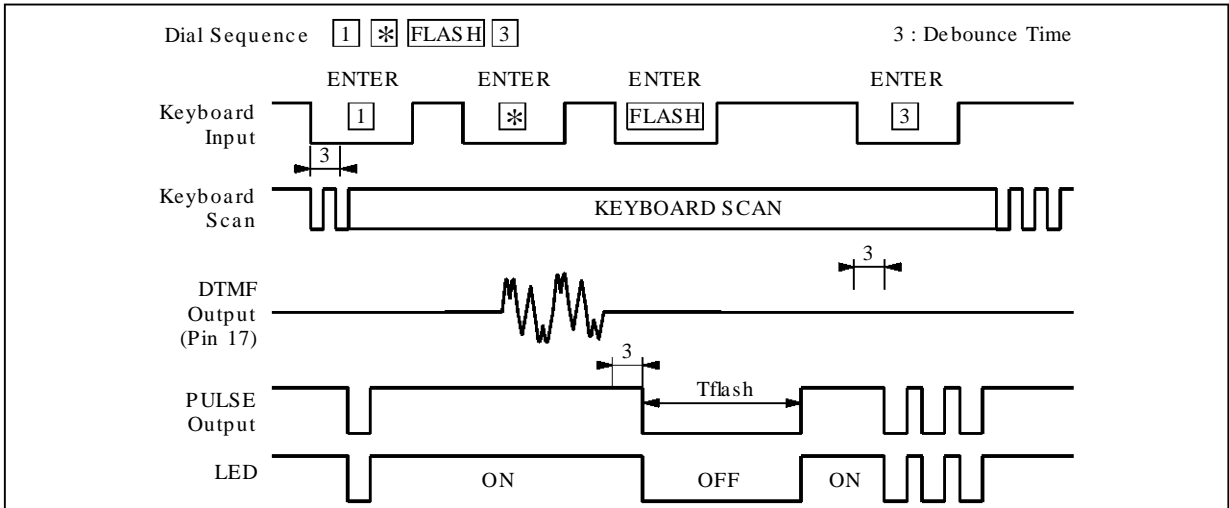 Dial Sequence 1 * FLASH 3
3 : Debounce Time
ENTER ENTER ENTER ENTER
Keyboard Input
1 * FLASH 3
3
Keyboard Scan
KEYBOARD SCAN
3
DTMF Output (Pin 17)
3
PULSE Output
Tflash
LED
ON OFF ON